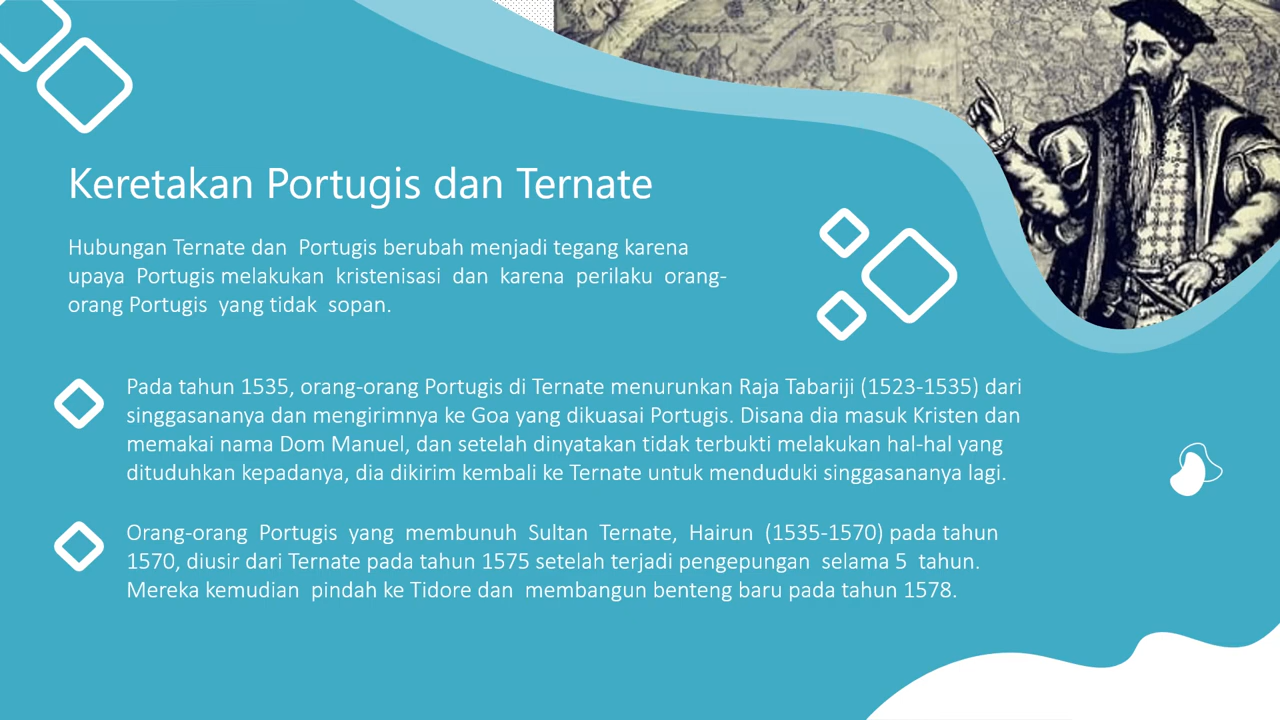 Keretakan Portugis dan Ternate
Hubungan Ternate dan Portugis berubah menjadi tegang karena
upaya Portugis melakukan kristenisasi dan karena perilaku orang-
orang Portugis yang tidak sopan.
Pada tahun 1535, orang-orang Portugis di Ternate menurunkan Raja Tabariji (1523-1535) dari
singgasananya dan mengirimnya ke Goa yang dikuasai Portugis. Disana dia masuk Kristen dan
memakai nama Dom Manuel, dan setelah dinyatakan tidak terbukti melakukan hal-hal yang
dituduhkan kepadanya, dia dikirim kembali ke Ternate untuk menduduki singgasananya lagi.
Orang-orang Portugis yang membunuh Sultan Ternate, Hairun (1535-1570) pada tahun
1570, diusir dari Ternate pada tahun 1575 setelah terjadi pengepungan selama 5 tahun.
Mereka kemudian pindah ke Tidore dan membangun benteng baru pada tahun 1578.